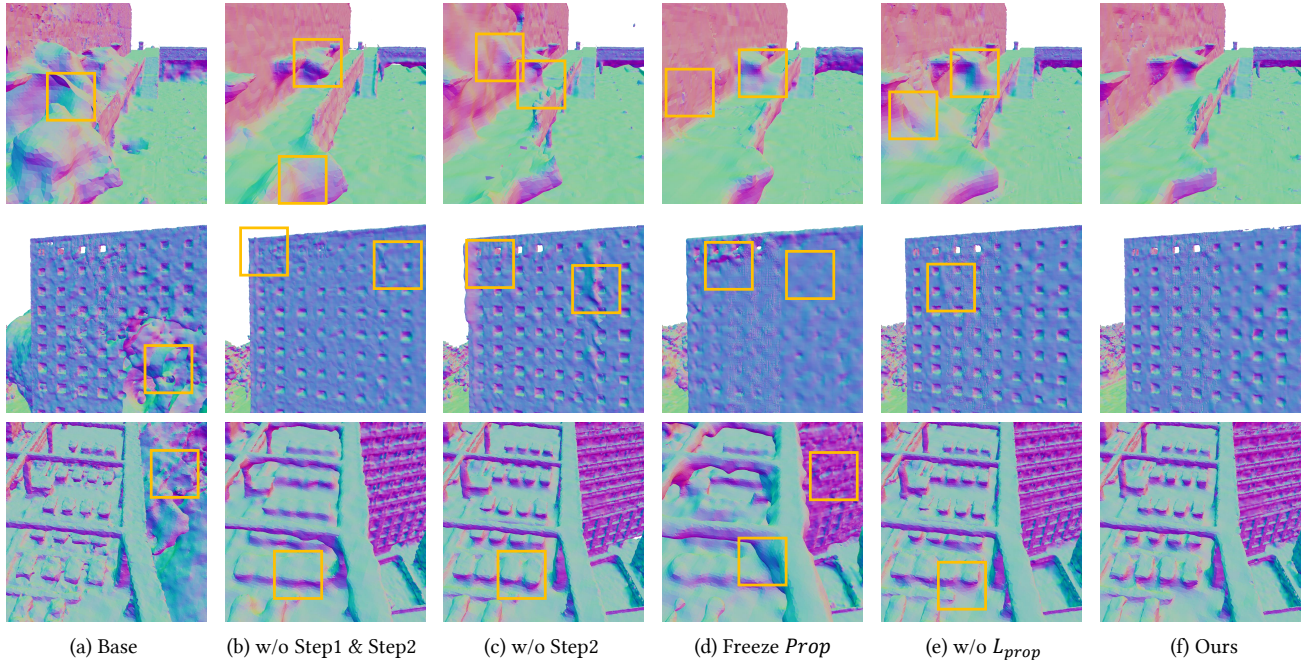 (a) Base
(b) w/o Step1 & Step2
(c) w/o Step2
(d) Freeze Prop
(e) w/o L_prop
(f) Ours